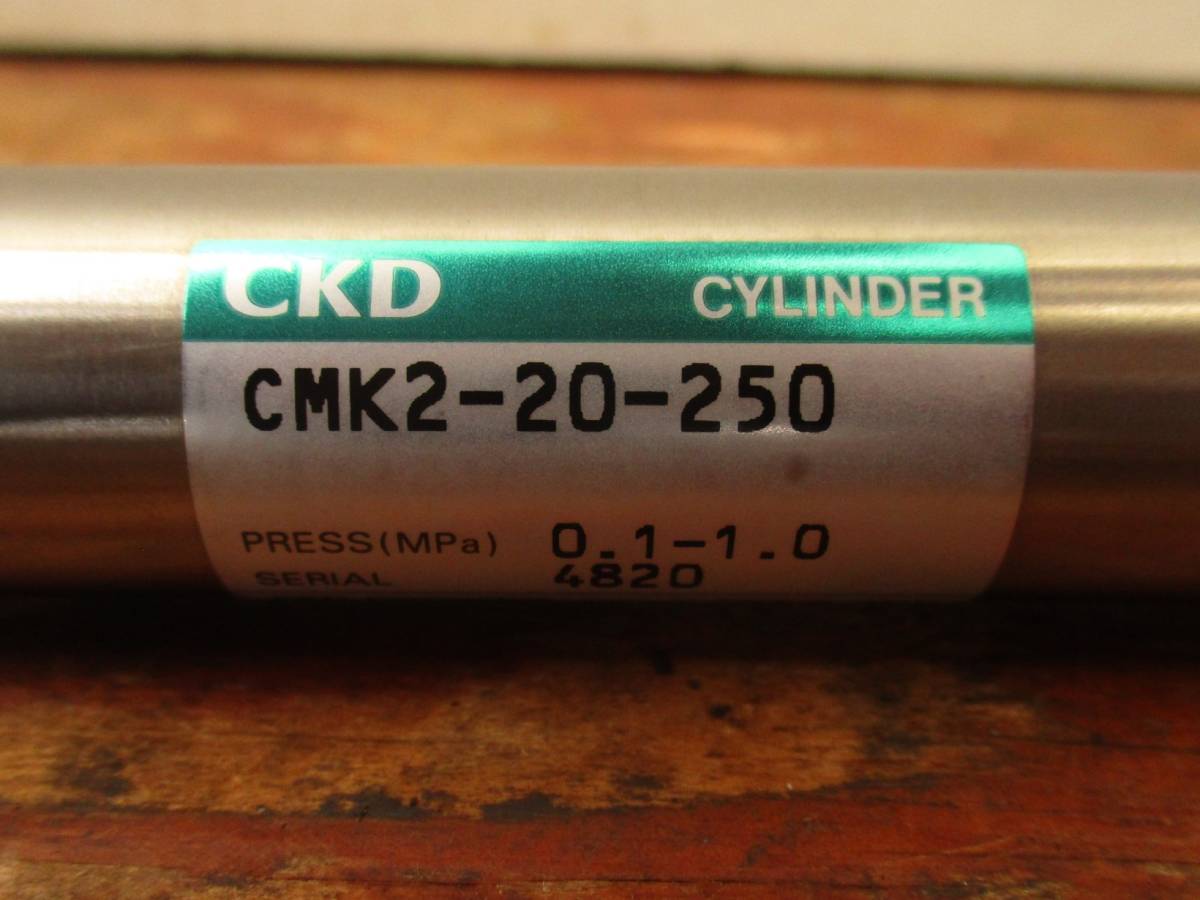 CKD CYLINDER
CMK2-20-250
PRESS(MPa) 0.1-1.0
SERIAL 4820